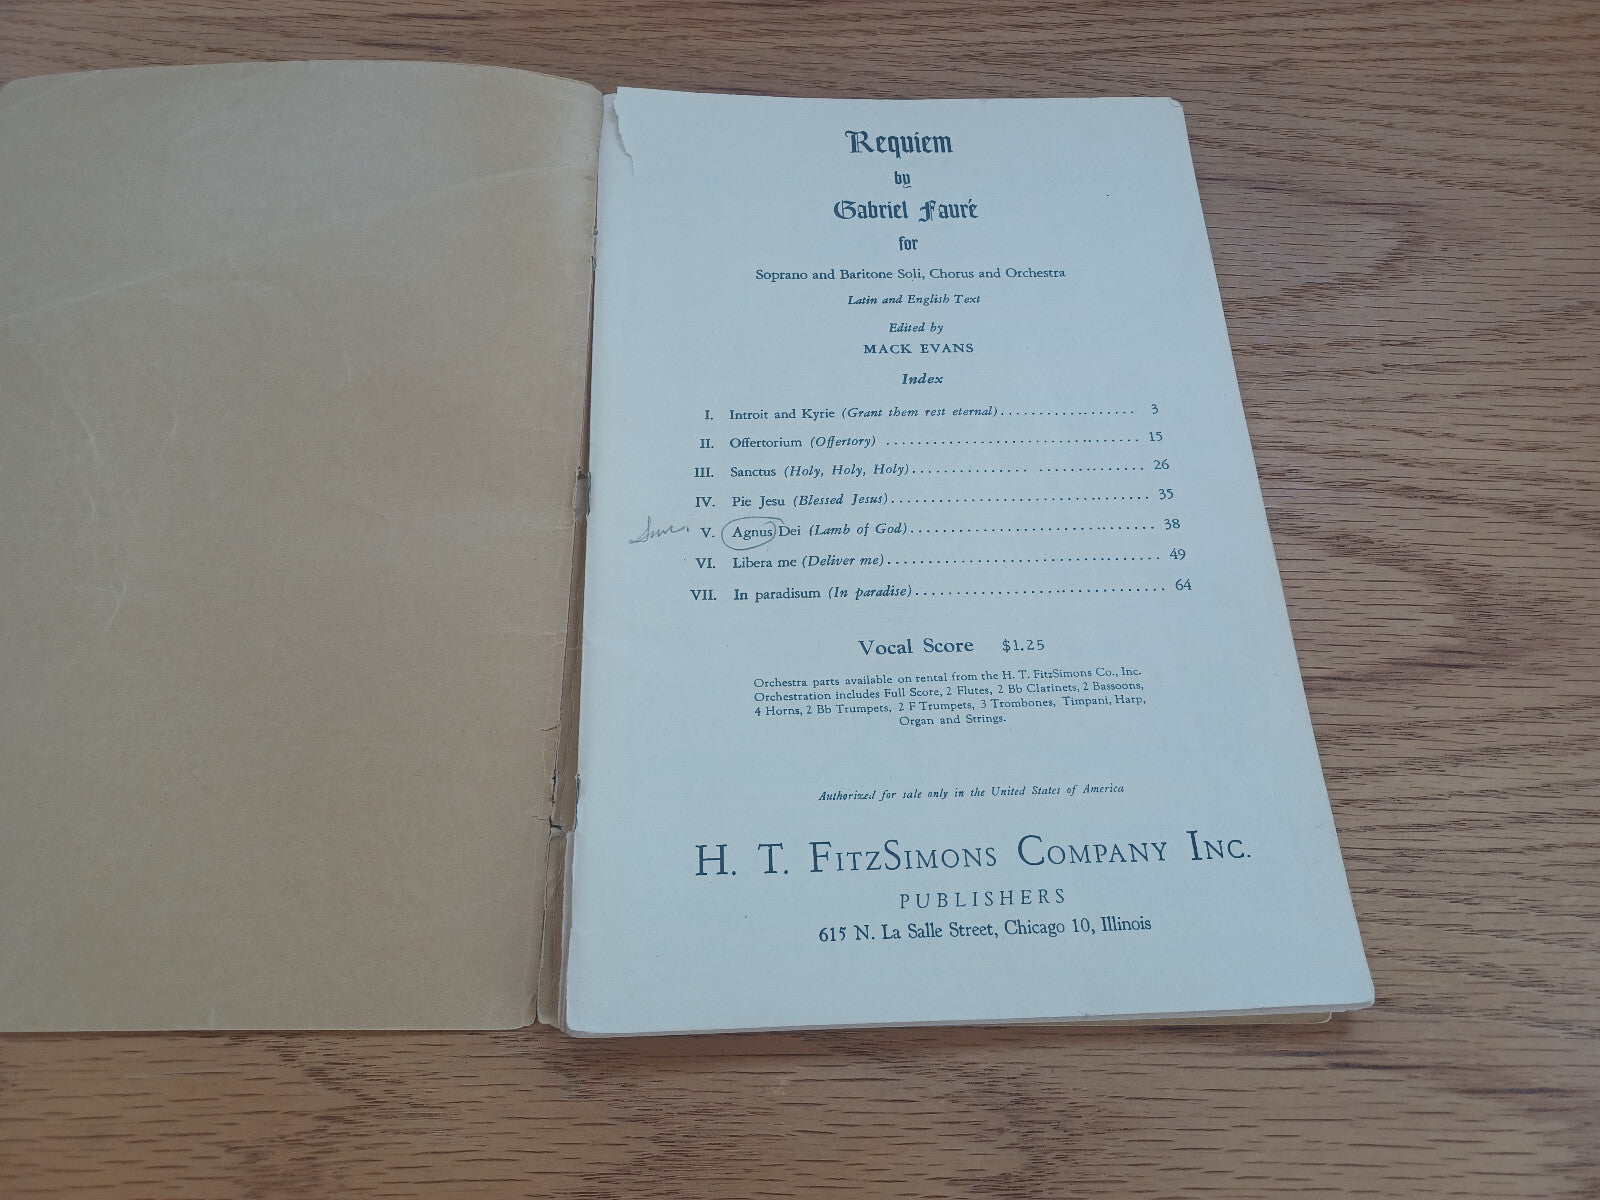 Requiem
by
Gabriel Fauré
for
Soprano and Baritone Soli, Chorus and Orchestra
Latin and English Text
Edited by
MACK EVANS
Index
I. Introit and Kyrie (Grant them rest eternal) 3
II. Offertorium (Offertory) 15
III. Sanctus (Holy, Holy, Holy) 26
IV. Pie Jesu (Blessed Jesus) 35
V. Agnus Dei (Lamb of God) 38
VI. Libera me (Deliver me) 49
VII. In paradisum (In paradise) 64
Vocal Score $1.25
Orchestra parts available on rental from the H. T. FitzSimons Co., Inc.
Orchestration includes Full Score, 2 Flutes, 2 Bb Clarinets, 2 Bassoons,
4 Horns, 2 Bb Trumpets, 2 F Trumpets, 3 Trombones, Timpani, Harp,
Organ and Strings.
Authorized for sale only in the United States of America
H. T. FITZSIMONS COMPANY INC.
PUBLISHERS
615 N. La Salle Street, Chicago 10, Illinois